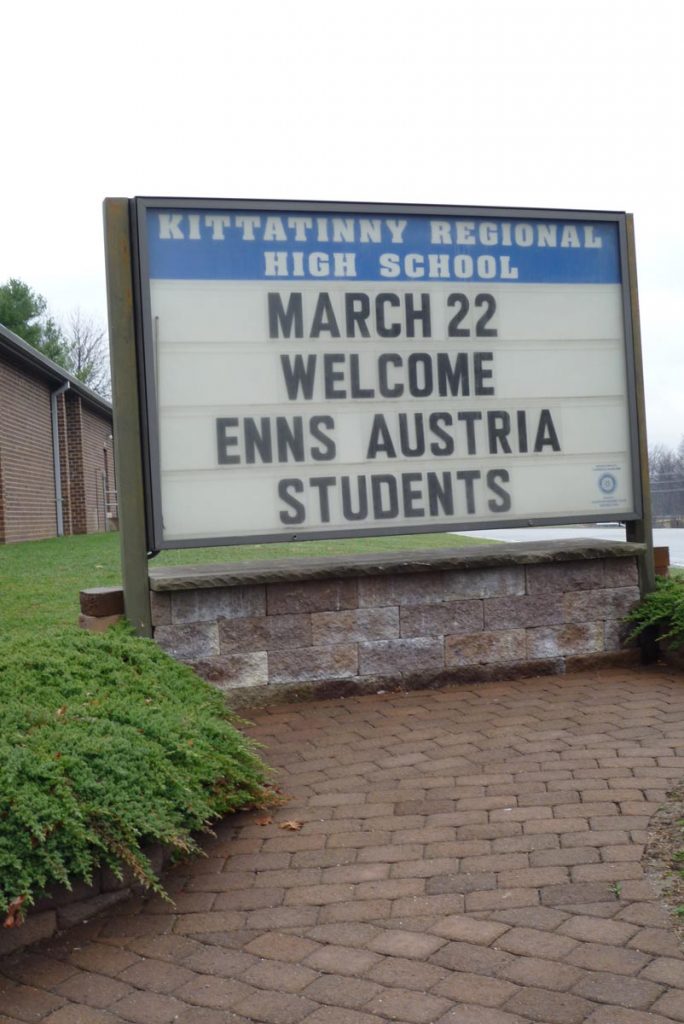 KITTATINNY REGIONAL
HIGH SCHOOL
MARCH 22
WELCOME
ENNS AUSTRIA
STUDENTS